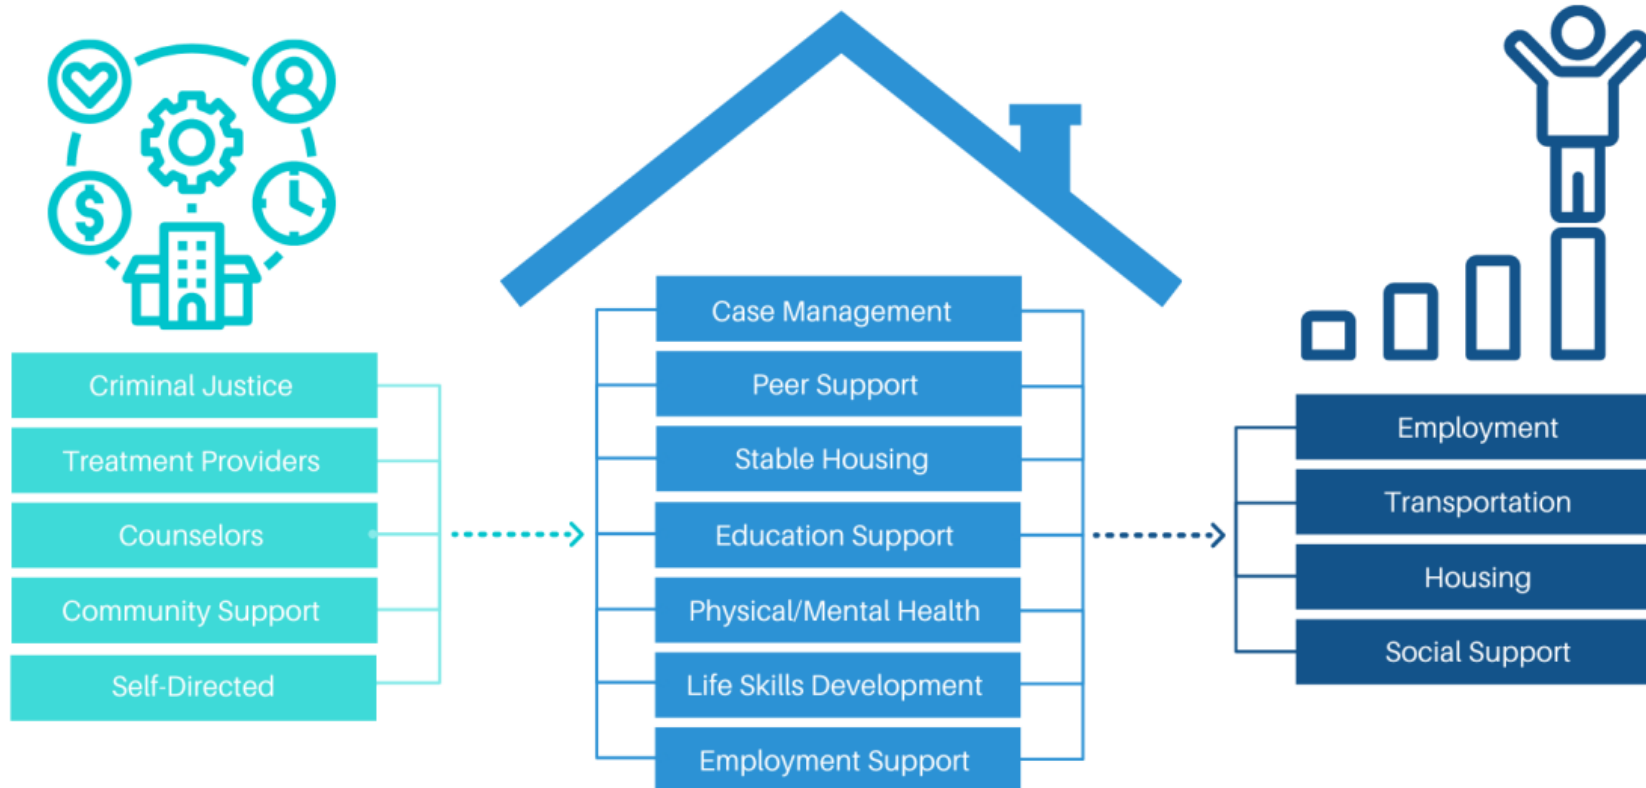 Criminal Justice
Treatment Providers
Counselors
Community Support
Self-Directed
Case Management
Peer Support
Stable Housing
Education Support
Physical/Mental Health
Life Skills Development
Employment Support
Employment
Transportation
Housing
Social Support